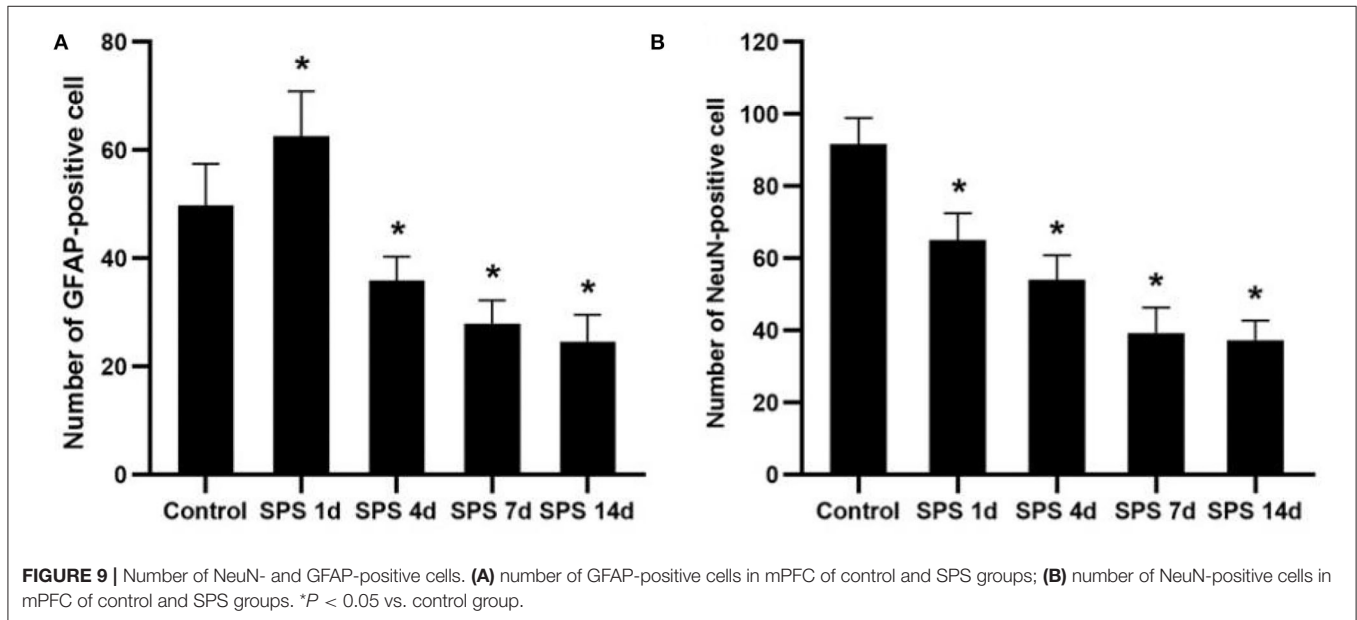 A
Number of GFAP-positive cell
80
60
40
20
0
*
*
*
*
Control SPS 1d SPS 4d SPS 7d SPS 14d
B
Number of NeuN-positive cell
120
100
80
60
40
20
0
*
*
*
*
Control SPS 1d SPS 4d SPS 7d SPS 14d
FIGURE 9 | Number of NeuN- and GFAP-positive cells. (A) number of GFAP-positive cells in mPFC of control and SPS groups; (B) number of NeuN-positive cells in
mPFC of control and SPS groups. *P < 0.05 vs. control group.